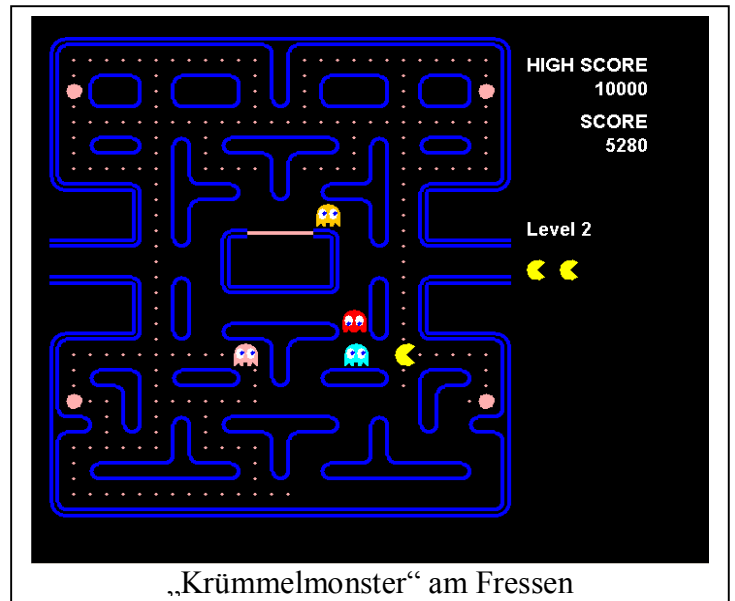 HIGH SCORE
10000
SCORE
5280
Level 2
„Krümmelmonster“ am Fressen